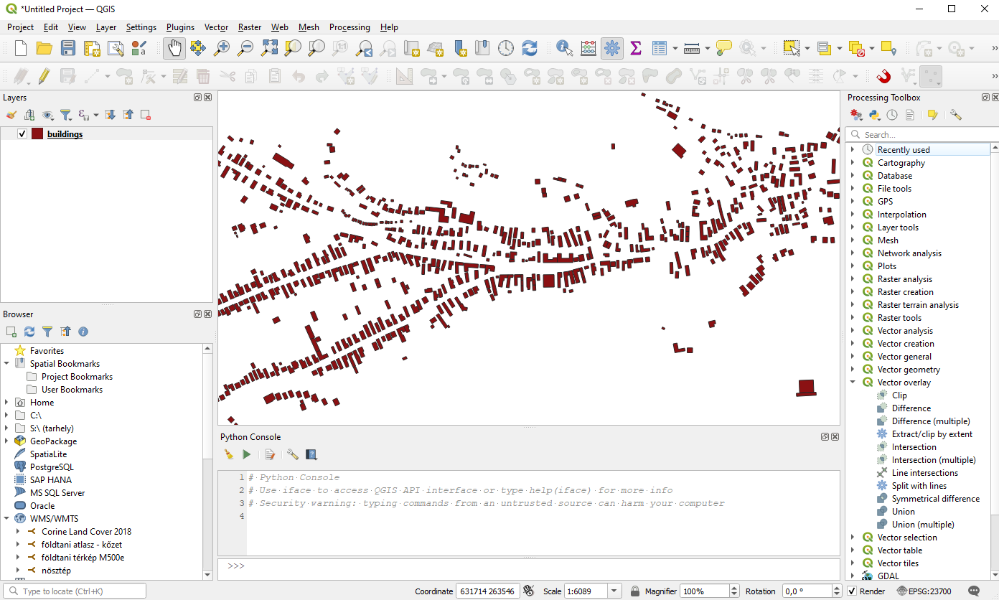 *Untitled Project — QGIS
Project Edit View Layer Settings Plugins Vector Raster Web Mesh Processing Help
Layers
buildings
Browser
Favorites
Spatial Bookmarks
Project Bookmarks
User Bookmarks
Home
C:\
S:\ (tarhely)
GeoPackage
SpatiaLite
PostgreSQL
SAP HANA
MS SQL Server
Oracle
WMS/WMTS
Corine Land Cover 2018
földtani atlasz - kőzet
földtani térkép M500e
nösztép
Python Console
1 # Python Console
2 # Use iface to access QGIS API interface or type help(iface) for more info
3 # Security warning: typing commands from an untrusted source can harm your computer
4
>>>
Processing Toolbox
Search...
Recently used
Cartography
Database
File tools
GPS
Interpolation
Layer tools
Mesh
Network analysis
Plots
Raster analysis
Raster creation
Raster terrain analysis
Raster tools
Vector analysis
Vector creation
Vector general
Vector geometry
Vector overlay
Clip
Difference
Difference (multiple)
Extract/clip by extent
Intersection
Intersection (multiple)
Line intersections
Split with lines
Symmetrical difference
Union
Union (multiple)
Vector selection
Vector table
Vector tiles
GDAL
Type to locate (Ctrl+K) Coordinate 631714 263546 Scale 1:6089 Magnifier 100% Rotation 0,0 ° Render EPSG:23700